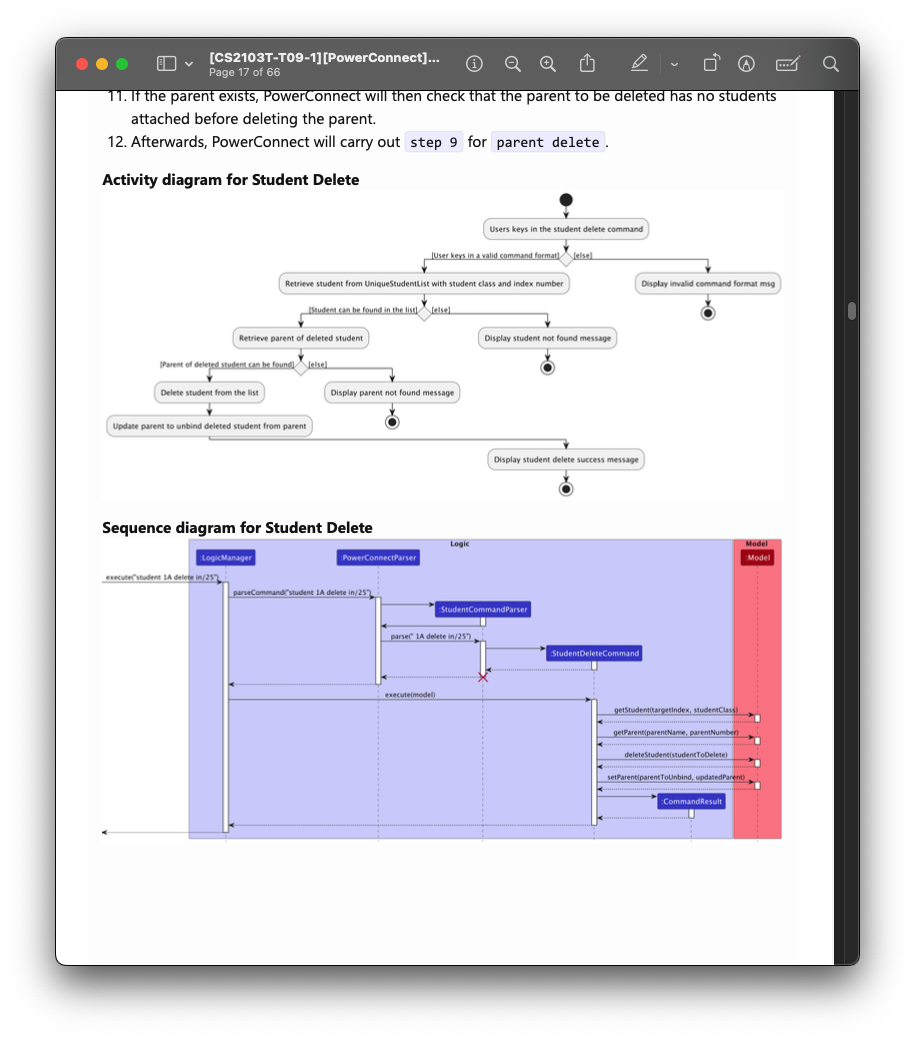 [CS2103T-T09-1][PowerConnect]...
Page 17 of 66
11. If the parent exists, PowerConnect will then check that the parent to be deleted has no students
attached before deleting the parent.
12. Afterwards, PowerConnect will carry out step 9 for parent delete.
Activity diagram for Student Delete
Users keys in the student delete command
[User keys in a valid command format] [else]
Retrieve student from UniqueStudentList with student class and index number
Display invalid command format msg
[Student can be found in the list] [else]
Retrieve parent of deleted student
Display student not found message
[Parent of deleted student can be found] [else]
Delete student from the list
Display parent not found message
Update parent to unbind deleted student from parent
Display student delete success message
Sequence diagram for Student Delete
Logic
Model
:LogicManager
:PowerConnectParser
:Model
execute("student 1A delete in/25")
parseCommand("student 1A delete in/25")
:StudentCommandParser
parse(" 1A delete in/25")
:StudentDeleteCommand
execute(model)
getStudent(targetIndex, studentClass)
getParent(parentName, parentNumber)
deleteStudent(studentToDelete)
setParent(parentToUnbind, updatedParent)
:CommandResult